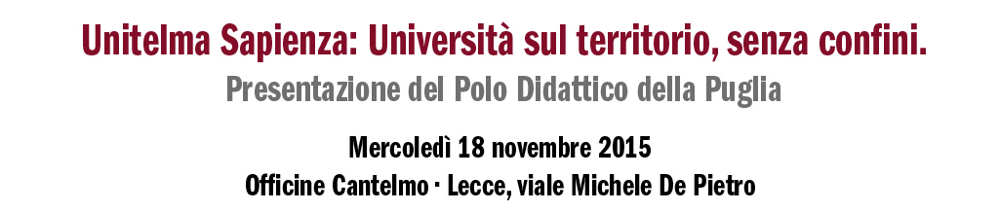 Unitelma Sapienza: Università sul territorio, senza confini.
Presentazione del Polo Didattico della Puglia
Mercoledì 18 novembre 2015
Officine Cantelmo · Lecce, viale Michele De Pietro